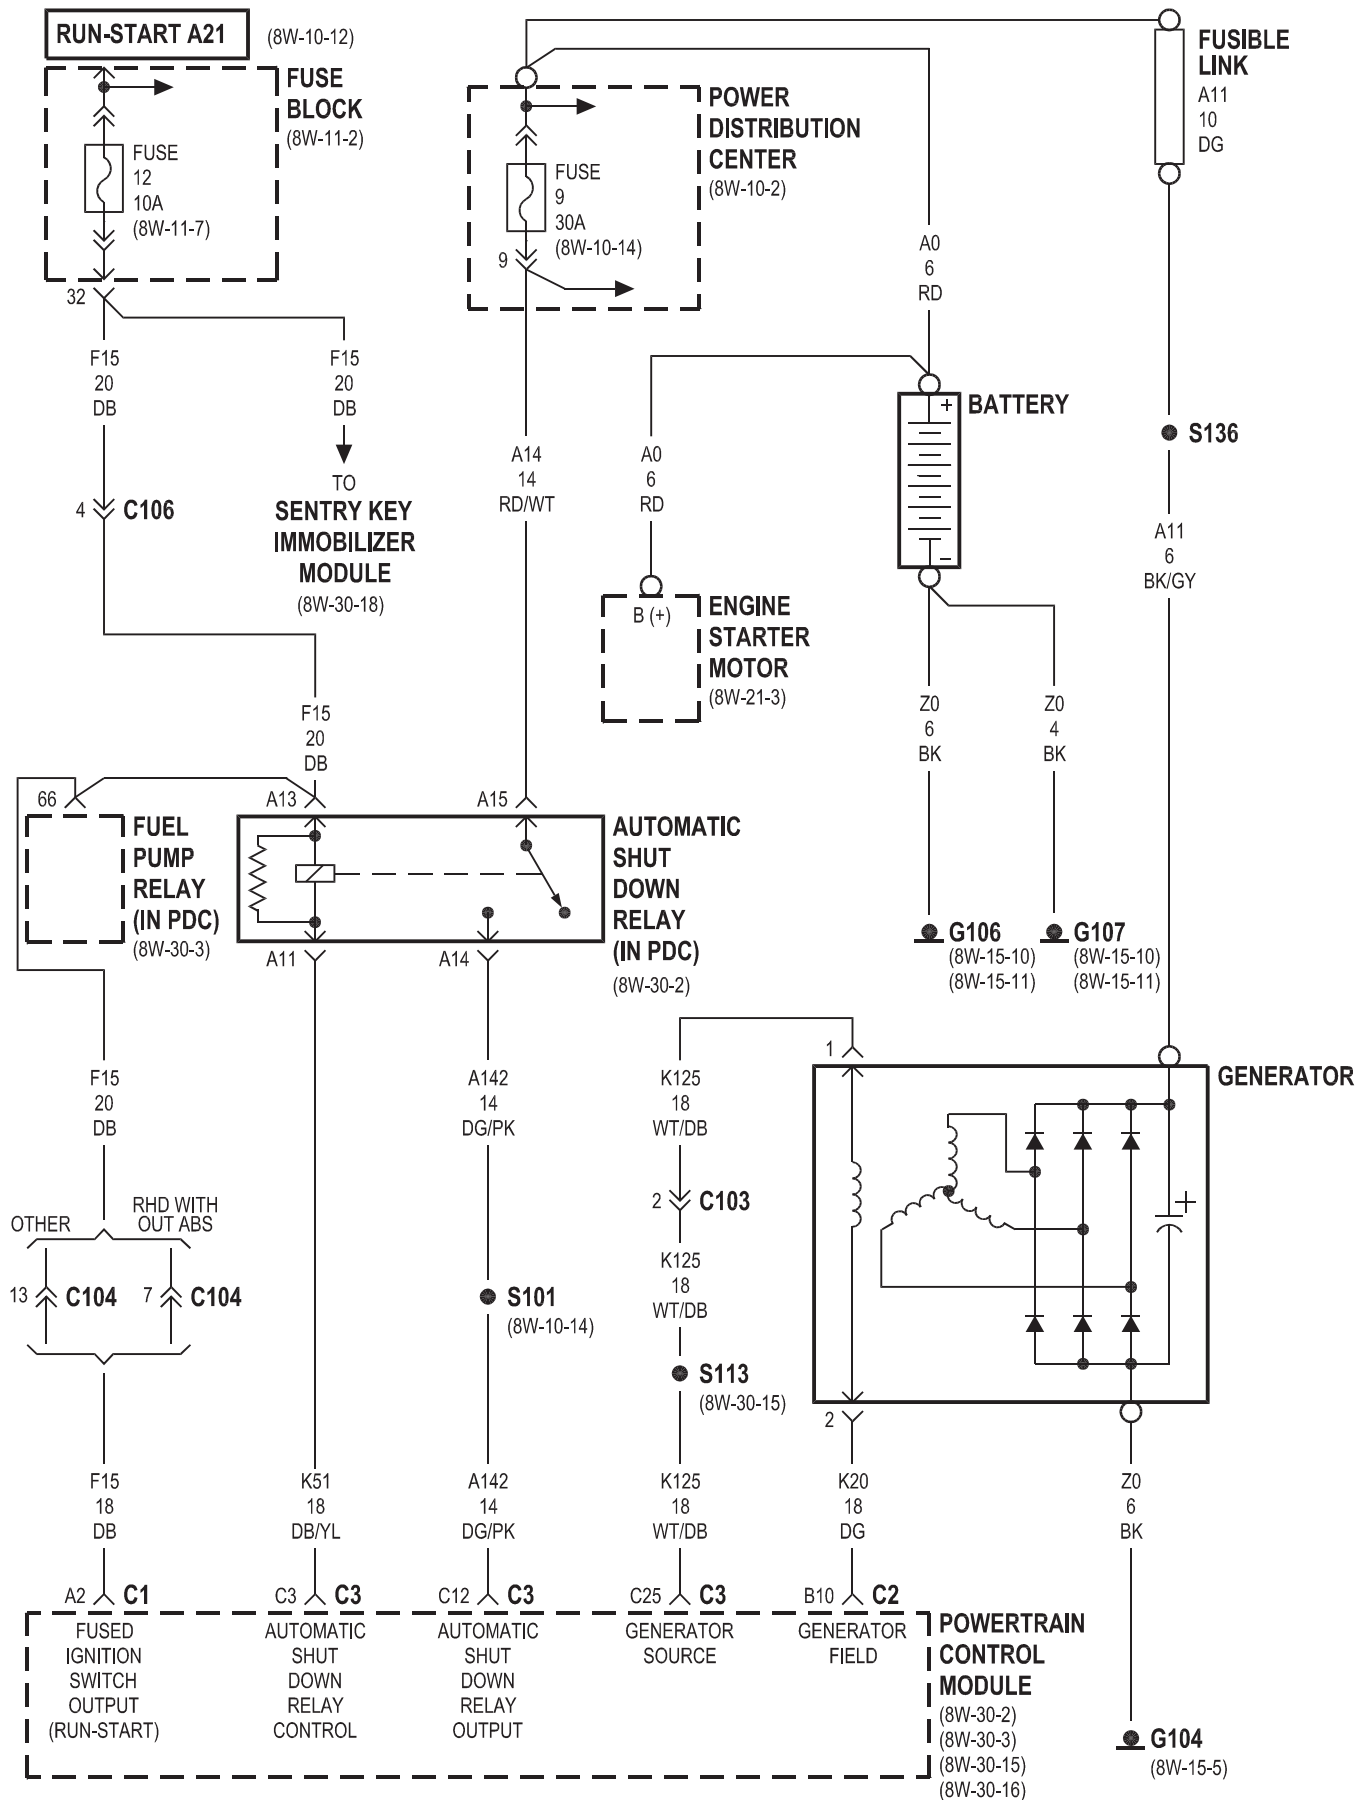 RUN-START A21
(8W-10-12)
FUSE
BLOCK
(8W-11-2)
FUSE
12
10A
(8W-11-7)
32
POWER
DISTRIBUTION
CENTER
(8W-10-2)
FUSE
9
30A
(8W-10-14)
9
FUSIBLE
LINK
A11
10
DG
A0
6
RD
F15
20
DB
F15
20
DB
TO
SENTRY KEY
IMMOBILIZER
MODULE
(8W-30-18)
4
C106
A14
14
RD/WT
A0
6
RD
BATTERY
+
–
S136
A11
6
BK/GY
B (+)
ENGINE
STARTER
MOTOR
(8W-21-3)
F15
20
DB
Z0
6
BK
Z0
4
BK
66
FUEL
PUMP
RELAY
(IN PDC)
(8W-30-3)
A13
A15
A11
A14
AUTOMATIC
SHUT
DOWN
RELAY
(IN PDC)
(8W-30-2)
G106
(8W-15-10)
(8W-15-11)
G107
(8W-15-10)
(8W-15-11)
F15
20
DB
A142
14
DG/PK
K125
18
WT/DB
1
GENERATOR
+
2
C103
K125
18
WT/DB
OTHER
RHD WITH
OUT ABS
13
C104
7
C104
S101
(8W-10-14)
S113
(8W-30-15)
2
F15
18
DB
K51
18
DB/YL
A142
14
DG/PK
K125
18
WT/DB
K20
18
DG
Z0
6
BK
A2
C1
C3
C3
C12
C3
C25
C3
B10
C2
FUSED
IGNITION
SWITCH
OUTPUT
(RUN-START)
AUTOMATIC
SHUT
DOWN
RELAY
CONTROL
AUTOMATIC
SHUT
DOWN
RELAY
OUTPUT
GENERATOR
SOURCE
GENERATOR
FIELD
POWERTRAIN
CONTROL
MODULE
(8W-30-2)
(8W-30-3)
(8W-30-15)
(8W-30-16)
G104
(8W-15-5)